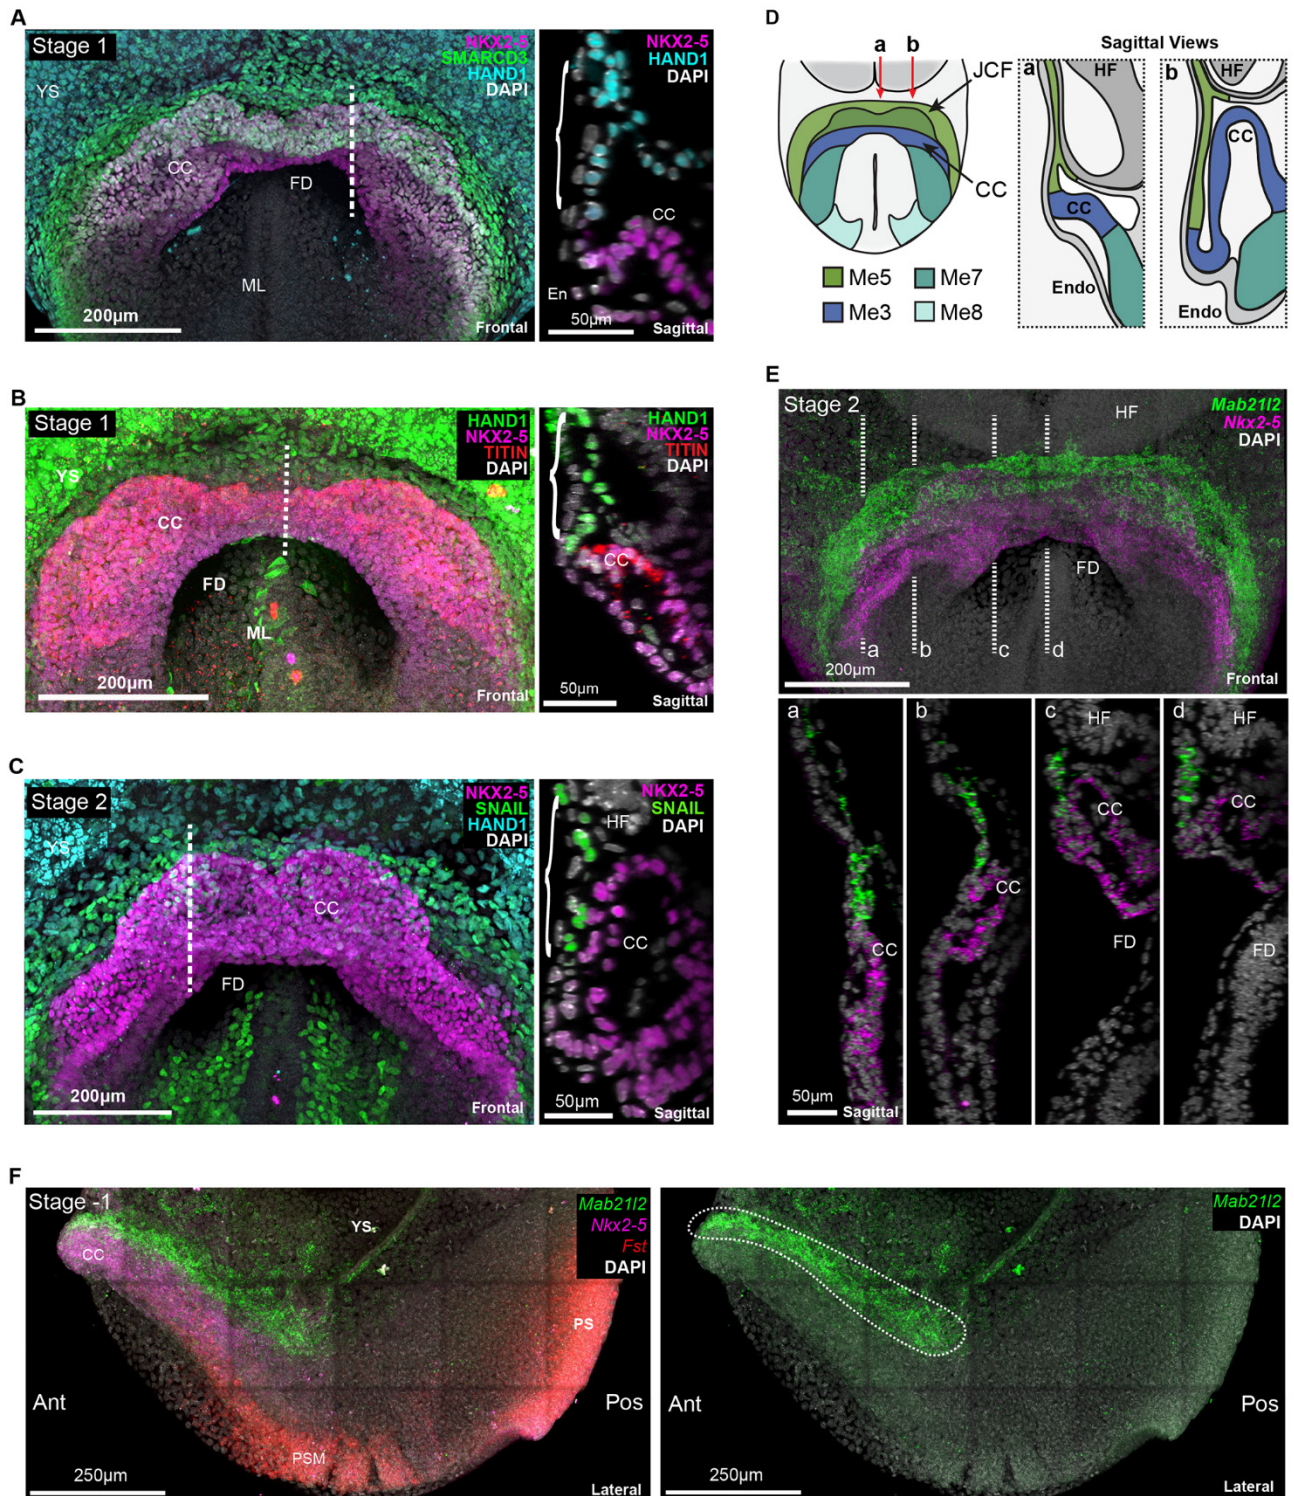 A
Stage 1
NKX2-5
SMARCD3
HAND1
DAPI
YS
CC
FD
ML
200µm
Frontal
NKX2-5
HAND1
DAPI
CC
En
50µm
Sagittal
B
Stage 1
HAND1
NKX2-5
TITIN
DAPI
YS
CC
FD
ML
200µm
Frontal
HAND1
NKX2-5
TITIN
DAPI
CC
50µm
Sagittal
C
Stage 2
NKX2-5
SNAIL
HAND1
DAPI
YS
CC
FD
200µm
Frontal
NKX2-5
SNAIL
DAPI
HF
CC
50µm
Sagittal
D
a b
JCF
CC
Me5 Me7
Me3 Me8
Sagittal Views
a
HF
CC
Endo
b
HF
CC
Endo
E
Stage 2
HF
Mab21l2
Nkx2-5
DAPI
FD
a b c d
200µm
Frontal
a
CC
50µm
Sagittal
b
CC
c
HF
CC
FD
d
HF
CC
FD
F
Stage -1
Mab21l2
Nkx2-5
Fst
DAPI
YS
CC
PS
Ant
Pos
PSM
250µm
Lateral
Mab21l2
DAPI
Ant
Pos
250µm
Lateral